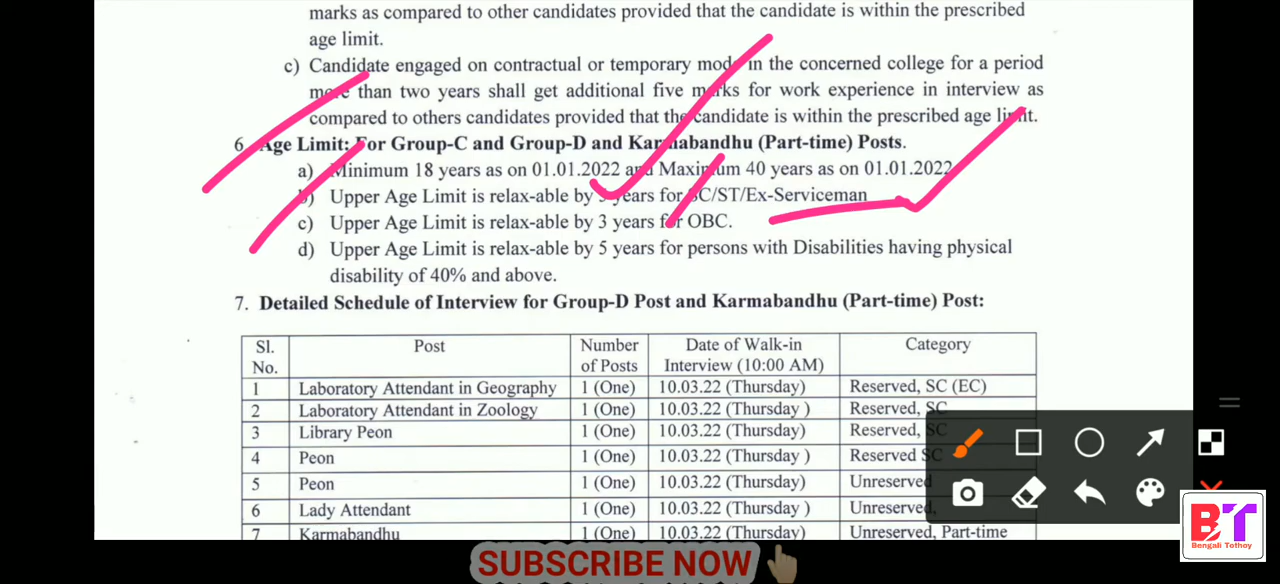 marks as compared to other candidates provided that the candidate is within the prescribed
age limit.
c) Candidate engaged on contractual or temporary mode in the concerned college for a period
more than two years shall get additional five marks for work experience in interview as
compared to others candidates provided that the candidate is within the prescribed age limit.
6. Age Limit: For Group-C and Group-D and Karmabandhu (Part-time) Posts.
a) Minimum 18 years as on 01.01.2022 and Maximum 40 years as on 01.01.2022
b) Upper Age Limit is relax-able by 5 years for SC/ST/Ex-Serviceman
c) Upper Age Limit is relax-able by 3 years for OBC.
d) Upper Age Limit is relax-able by 5 years for persons with Disabilities having physical
disability of 40% and above.
7. Detailed Schedule of Interview for Group-D Post and Karmabandhu (Part-time) Post:
Sl. No. Post Number of Posts Date of Walk-in Interview (10:00 AM) Category
1 Laboratory Attendant in Geography 1 (One) 10.03.22 (Thursday) Reserved, SC (EC)
2 Laboratory Attendant in Zoology 1 (One) 10.03.22 (Thursday ) Reserved, SC
3 Library Peon 1 (One) 10.03.22 (Thursday) Reserved, SC
4 Peon 1 (One) 10.03.22 (Thursday ) Reserved SC
5 Peon 1 (One) 10.03.22 (Thursday) Unreserved
6 Lady Attendant 1 (One) 10.03.22 (Thursday ) Unreserved,
7 Karmabandhu 1 (One) 10.03.22 (Thursday) Unreserved, Part-time
BT
Bengali Tothoy
SUBSCRIBE NOW